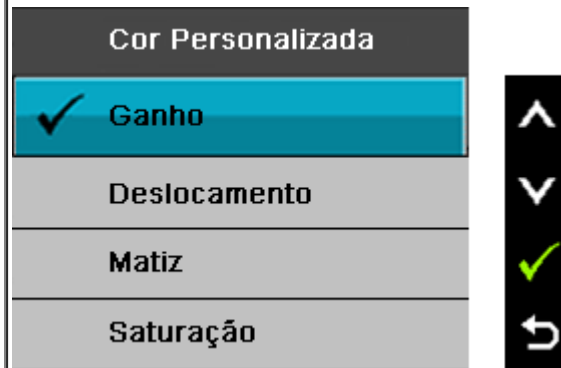 Cor Personalizada
Ganho
Deslocamento
Matiz
Saturação